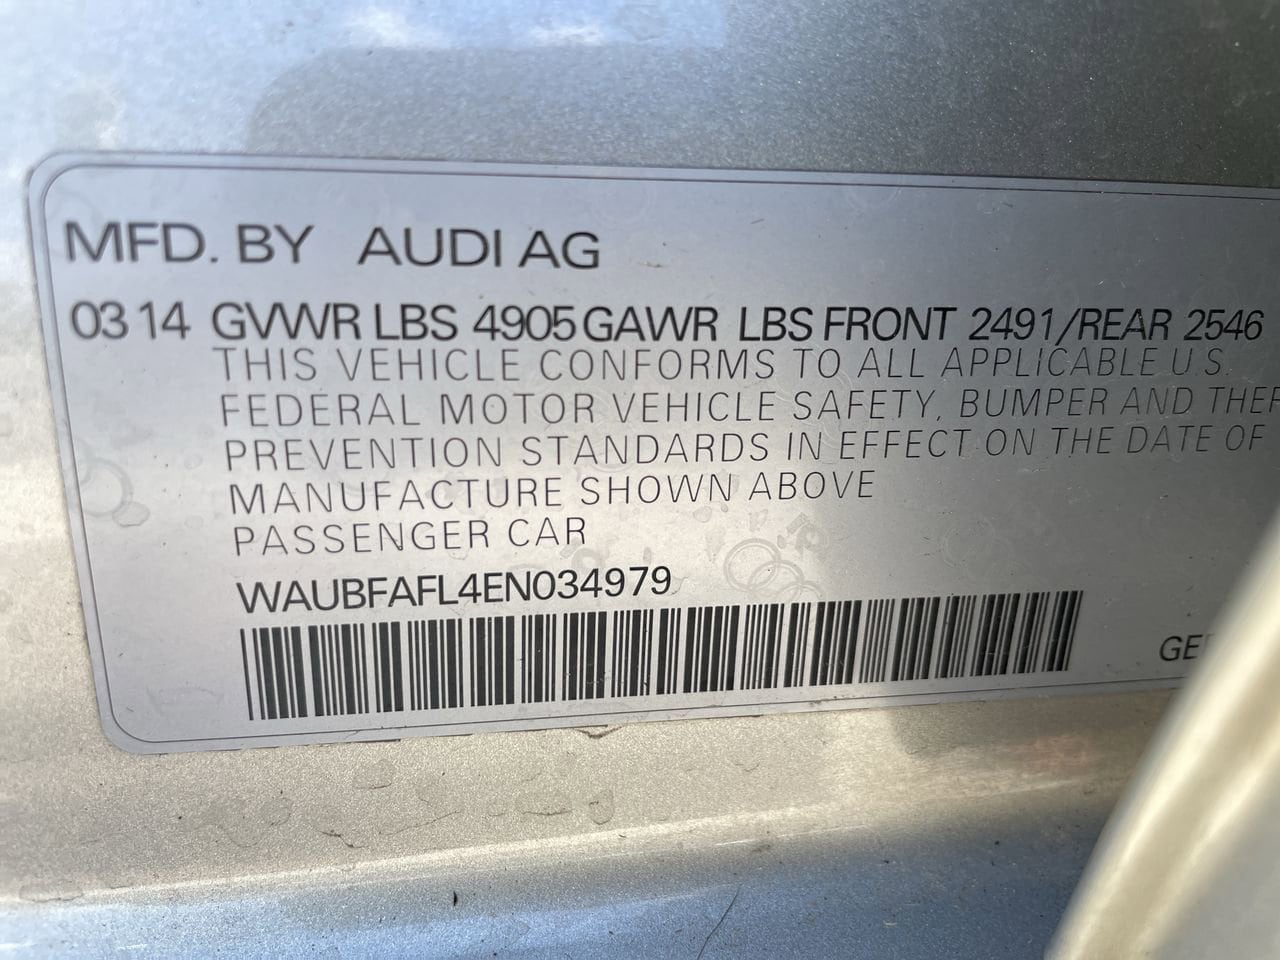 MFD. BY AUDI AG
03 14 GVWR LBS 4905 GAWR LBS FRONT 2491/REAR 2546
THIS VEHICLE CONFORMS TO ALL APPLICABLE U.S.
FEDERAL MOTOR VEHICLE SAFETY, BUMPER AND THEF
PREVENTION STANDARDS IN EFFECT ON THE DATE OF
MANUFACTURE SHOWN ABOVE
PASSENGER CAR
WAUBFAFL4EN034979
GE